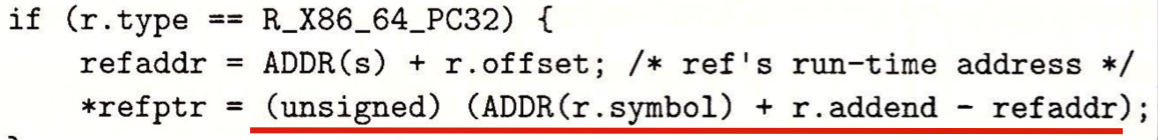 if (r.type == R_X86_64_PC32) {
    refaddr = ADDR(s) + r.offset; /* ref's run-time address */
    *refptr = (unsigned) (ADDR(r.symbol) + r.addend - refaddr);